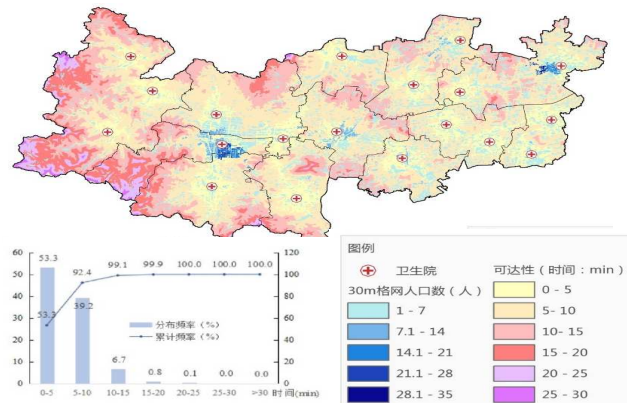 60
50
40
30
20
10
0
53.3
53.3
92.4
39.2
99.1
99.9
100.0
100.0
100.0
6.7
0.8
0.1
0.0
0.0
分布频率（%）
累计频率（%）
120
100
80
60
40
20
0
0-5 5-10 10-15 15-20 20-25 25-30 >30 时间(min)
图例
卫生院
可达性（时间：min）
30m格网人口数（人）
0 - 5
1 - 7
5- 10
7.1 - 14
10- 15
14.1 - 21
15 - 20
21.1 - 28
20 - 25
28.1 - 35
25 - 30